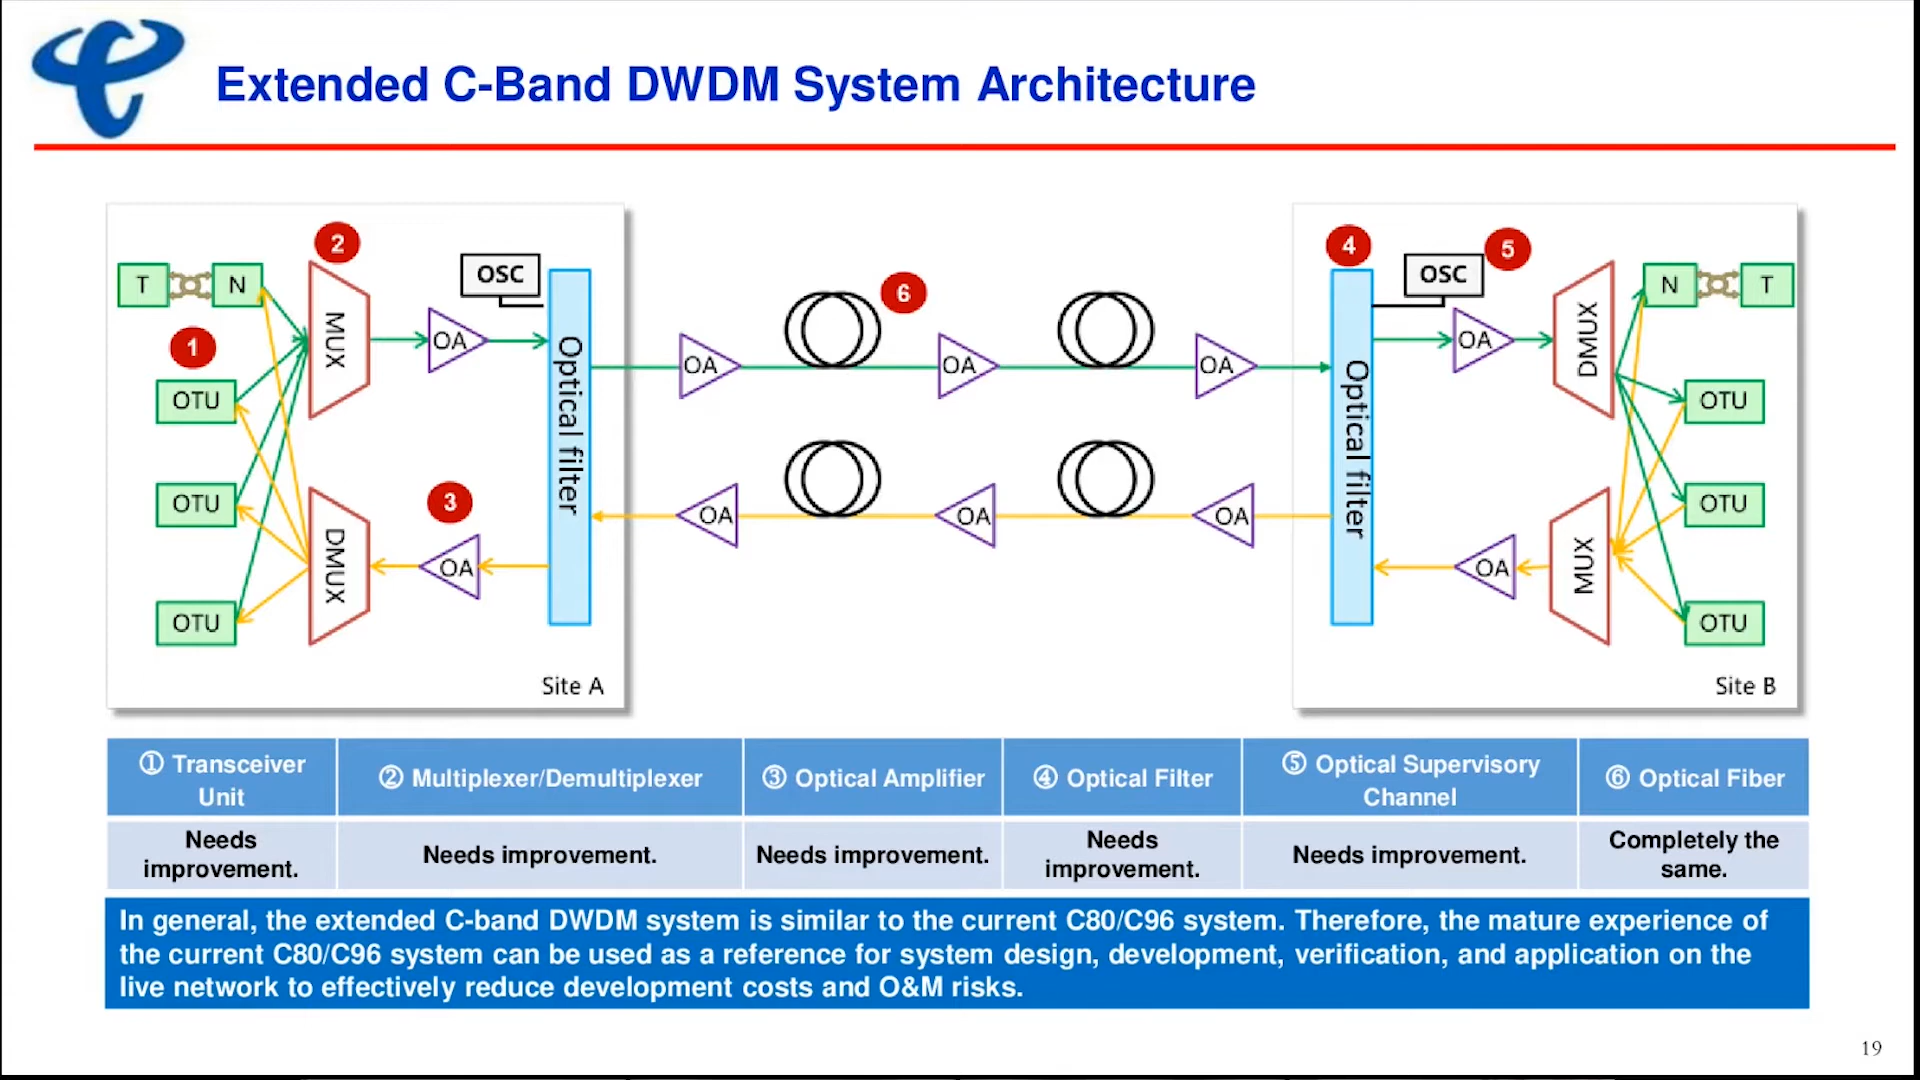 Extended C-Band DWDM System Architecture
2
4
5
OSC
OSC
T
N
N
T
6
1
MUX
OA
OA
DMUX
Optical filter
OA
OA
OA
Optical filter
OTU
OTU
3
OTU
OTU
DMUX
OA
OA
OA
OA
OA
MUX
OTU
OTU
Site A
Site B
① Transceiver Unit
② Multiplexer/Demultiplexer
③ Optical Amplifier
④ Optical Filter
⑤ Optical Supervisory Channel
⑥ Optical Fiber
Needs improvement.
Needs improvement.
Needs improvement.
Needs improvement.
Needs improvement.
Completely the same.
In general, the extended C-band DWDM system is similar to the current C80/C96 system. Therefore, the mature experience of
the current C80/C96 system can be used as a reference for system design, development, verification, and application on the
live network to effectively reduce development costs and O&M risks.
19